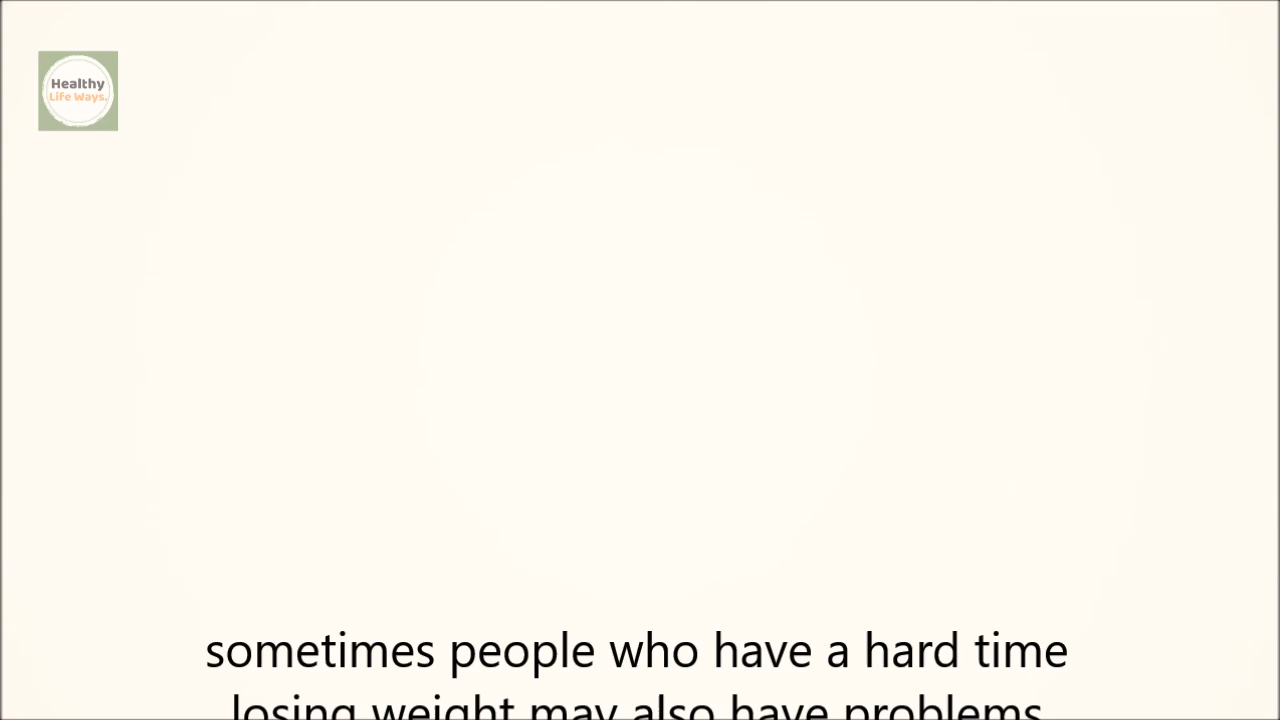 Healthy
Life Ways.
sometimes people who have a hard time
losing weight may also have problems